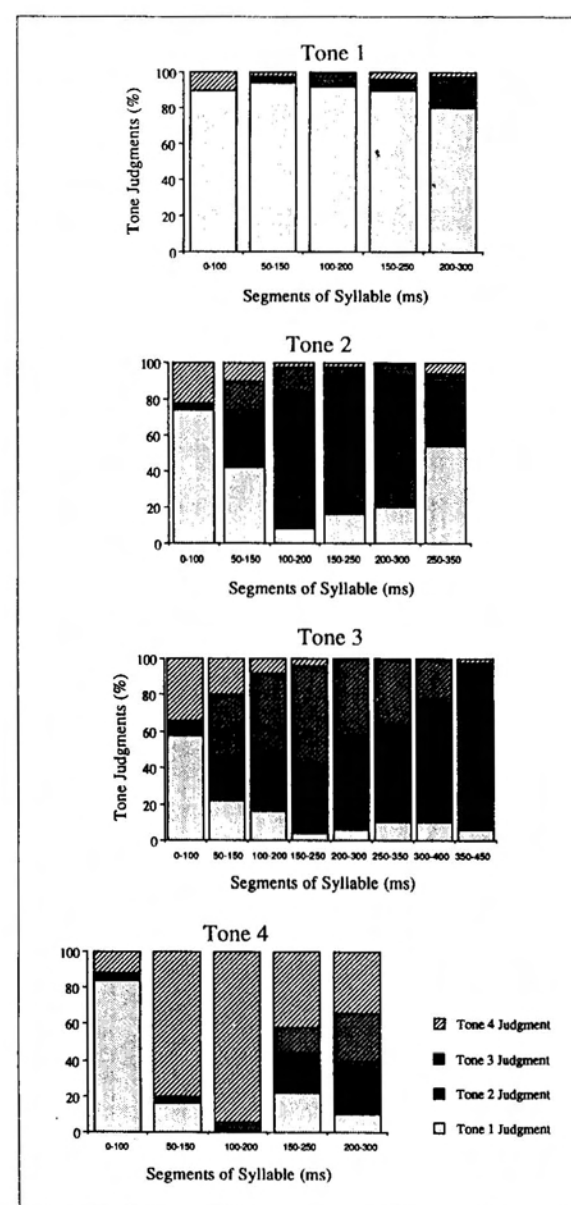 Tone 1
Tone Judgments (%)
100
80
60
40
20
0
0-100 50-150 100-200 150-250 200-300
Segments of Syllable (ms)
Tone 2
100
80
60
40
20
0
0-100 50-150 100-200 150-250 200-300 250-350
Segments of Syllable (ms)
Tone 3
Tone Judgments (%)
100
80
60
40
20
0
0-100 50-150 100-200 150-250 200-300 250-350 300-400 350-450
Segments of Syllable (ms)
Tone 4
100
80
60
40
20
0
0-100 50-150 100-200 150-250 200-300
Segments of Syllable (ms)
Tone 4 Judgment
Tone 3 Judgment
Tone 2 Judgment
Tone 1 Judgment